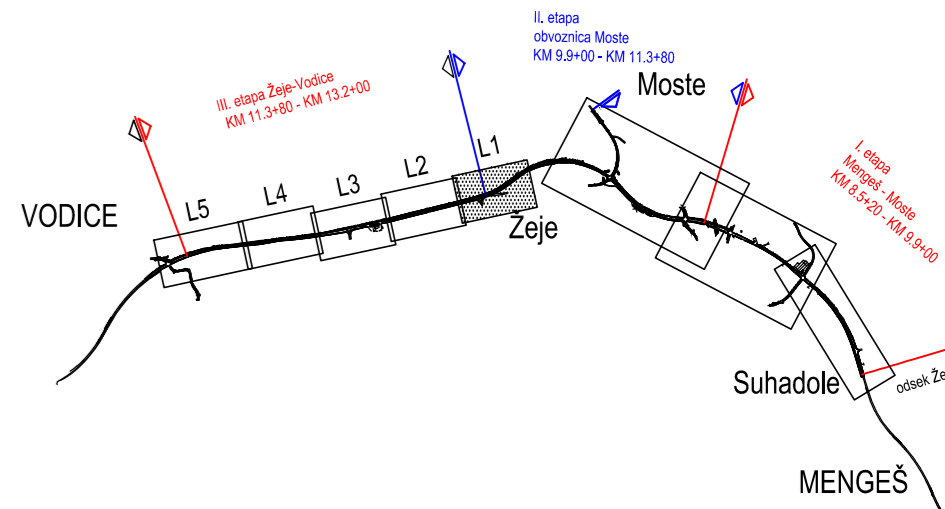 II. etapa
obvoznica Moste
KM 9.9+00 - KM 11.3+80
Moste
III. etapa Žeje-Vodice
KM 11.3+80 - KM 13.2+00
I. etapa
Mengeš - Moste
KM 8.5+20 - KM 9.9+00
L1
L2
L3
L4
L5
VODICE
Žeje
Suhadole
odsek Že
MENGEŠ